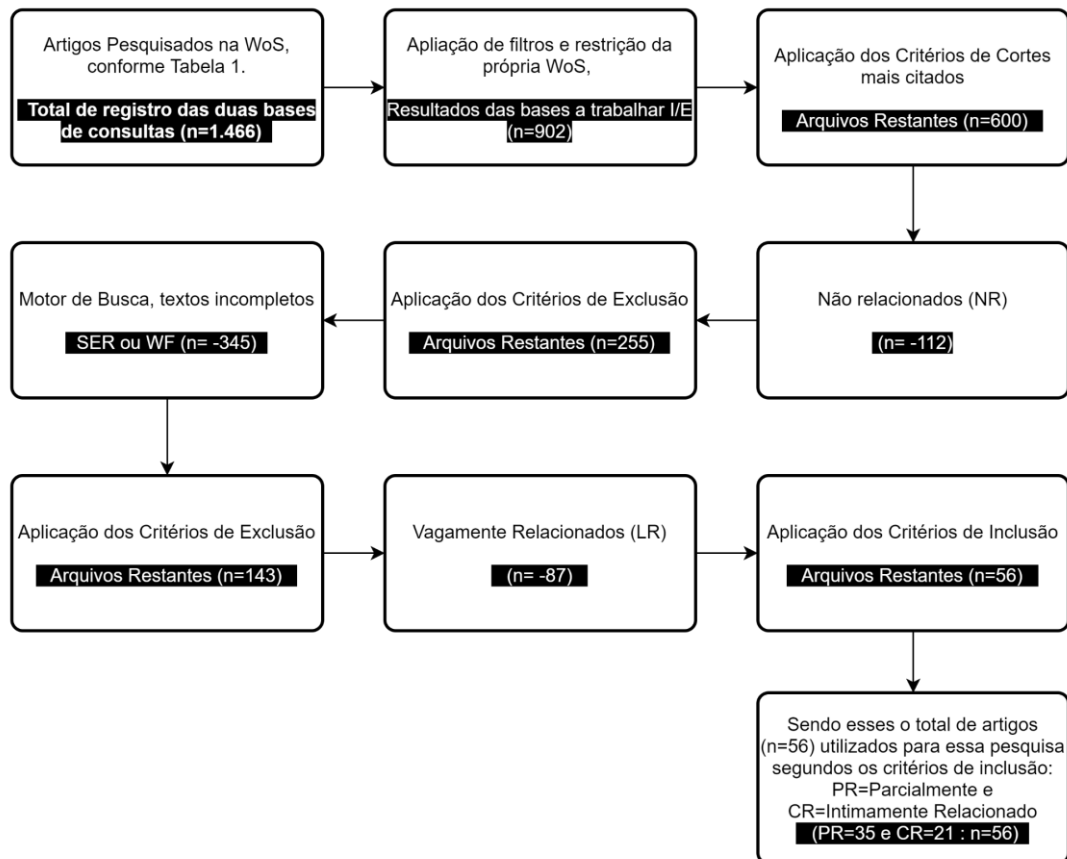 Artigos Pesquisados na WoS,
conforme Tabela 1.
Total de registro das duas bases
de consultas (n=1.466)
Apliação de filtros e restrição da
própria WoS,
Resultados das bases a trabalhar I/E
(n=902)
Aplicação dos Critérios de Cortes
mais citados
Arquivos Restantes (n=600)
Não relacionados (NR)
(n= -112)
Aplicação dos Critérios de Exclusão
Arquivos Restantes (n=255)
Motor de Busca, textos incompletos
SER ou WF (n= -345)
Aplicação dos Critérios de Exclusão
Arquivos Restantes (n=143)
Vagamente Relacionados (LR)
(n= -87)
Aplicação dos Critérios de Inclusão
Arquivos Restantes (n=56)
Sendo esses o total de artigos
(n=56) utilizados para essa pesquisa
segundos os critérios de inclusão:
PR=Parcialmente e
CR=Intimamente Relacionado
(PR=35 e CR=21 : n=56)